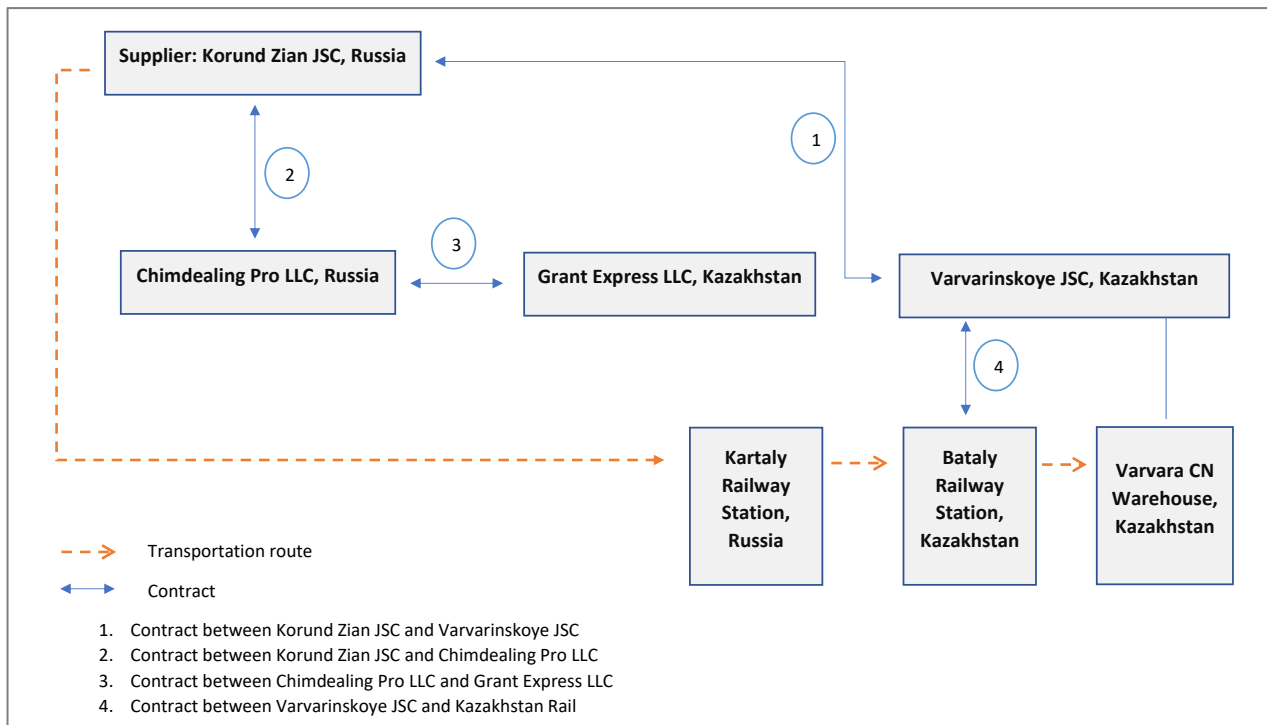 Supplier: Korund Zian JSC, Russia
1
2
3
Chimdealing Pro LLC, Russia
Grant Express LLC, Kazakhstan
Varvarinskoye JSC, Kazakhstan
4
Kartaly
Railway
Station,
Russia
Bataly
Railway
Station,
Kazakhstan
Varvara CN
Warehouse,
Kazakhstan
Transportation route
Contract
1. Contract between Korund Zian JSC and Varvarinskoye JSC
2. Contract between Korund Zian JSC and Chimdealing Pro LLC
3. Contract between Chimdealing Pro LLC and Grant Express LLC
4. Contract between Varvarinskoye JSC and Kazakhstan Rail